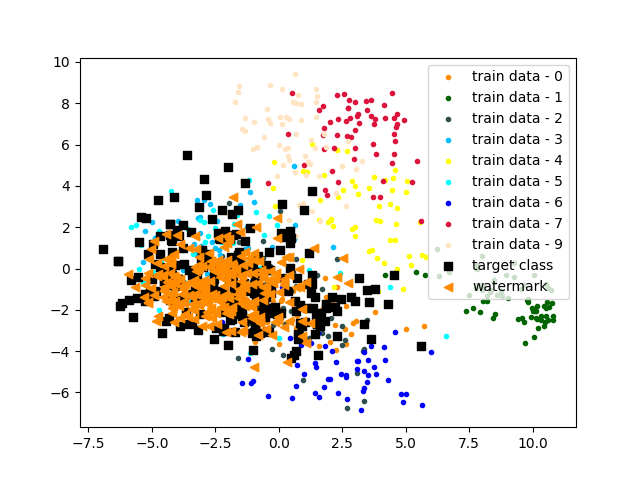 10
8
6
4
2
0
−2
−4
−6
−7.5
−5.0
−2.5
0.0
2.5
5.0
7.5
10.0
train data - 0
train data - 1
train data - 2
train data - 3
train data - 4
train data - 5
train data - 6
train data - 7
train data - 9
target class
watermark